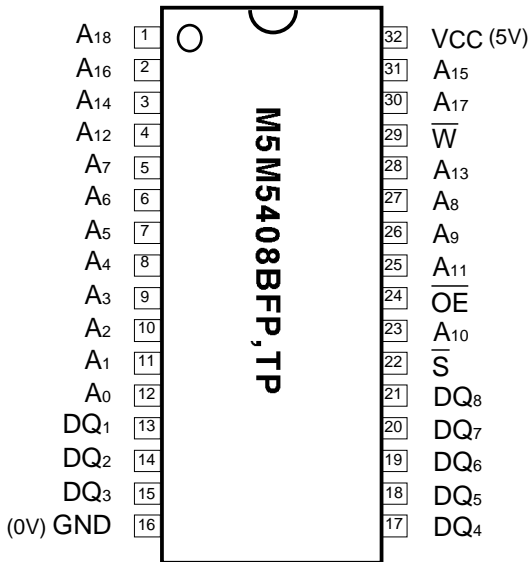 A18 1 32 VCC (5V)
A16 2 31 A15
A14 3 30 A17
A12 4 29 W̅
A7 5 28 A13
A6 6 27 A8
A5 7 26 A9
A4 8 25 A11
A3 9 24 O̅E̅
A2 10 23 A10
A1 11 22 S̅
A0 12 21 DQ8
DQ1 13 20 DQ7
DQ2 14 19 DQ6
DQ3 15 18 DQ5
(0V) GND 16 17 DQ4
M5M5408BFP,TP